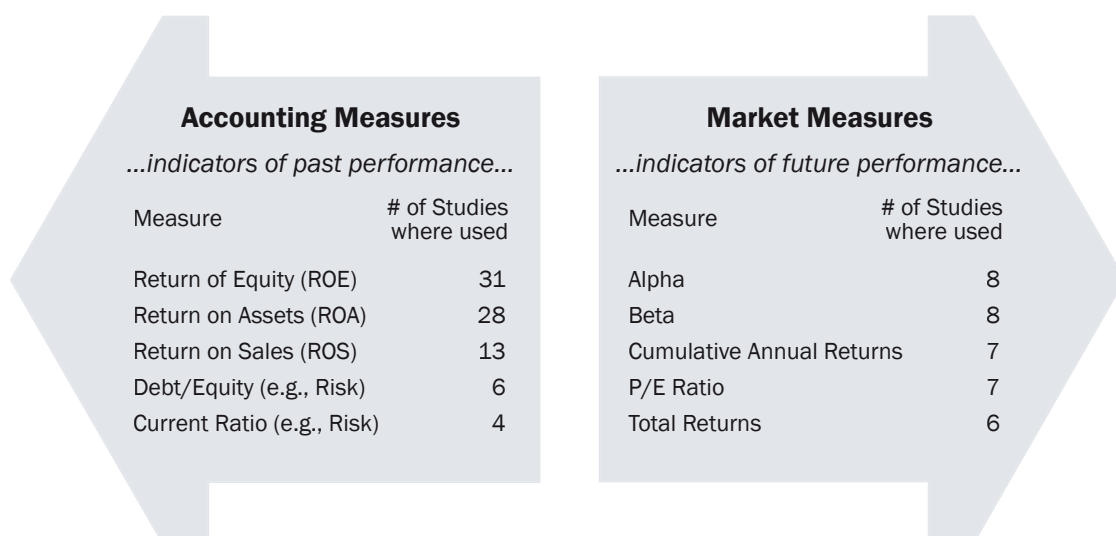 Accounting Measures
...indicators of past performance...
Measure # of Studies
where used
Return of Equity (ROE) 31
Return on Assets (ROA) 28
Return on Sales (ROS) 13
Debt/Equity (e.g., Risk) 6
Current Ratio (e.g., Risk) 4
Market Measures
...indicators of future performance...
Measure # of Studies
where used
Alpha 8
Beta 8
Cumulative Annual Returns 7
P/E Ratio 7
Total Returns 6